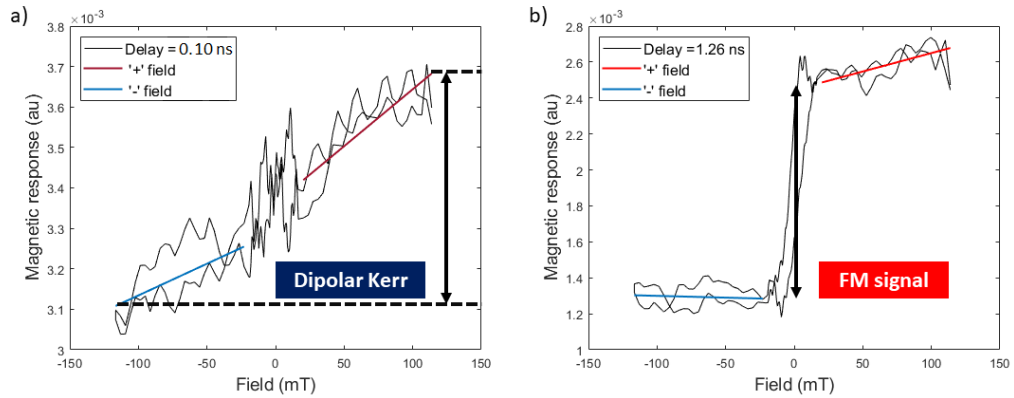 a)
×10⁻³
3.8
3.7
3.6
3.5
3.4
3.3
3.2
3.1
3
Magnetic response (au)
Delay = 0.10 ns
'+' field
'-' field
Dipolar Kerr
-150
-100
-50
0
50
100
150
Field (mT)
b)
×10⁻³
2.8
2.6
2.4
2.2
2
1.8
1.6
1.4
1.2
1
Magnetic response (au)
Delay =1.26 ns
'+' field
'-' field
FM signal
-150
-100
-50
0
50
100
150
Field (mT)